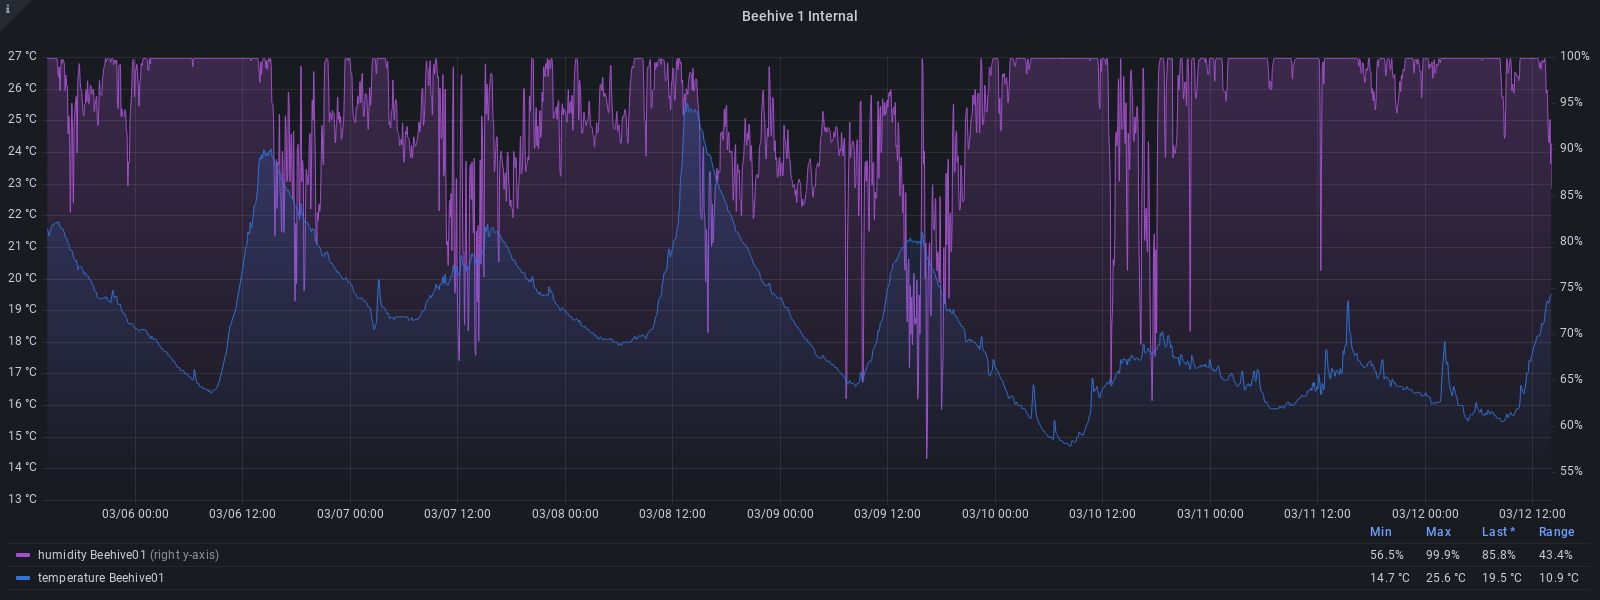 i
Beehive 1 Internal
27 °C 100%
26 °C 95%
25 °C 90%
24 °C 85%
23 °C 80%
22 °C 75%
21 °C 70%
20 °C 65%
19 °C 60%
18 °C 55%
17 °C
16 °C
15 °C
14 °C
13 °C
03/06 00:00 03/06 12:00 03/07 00:00 03/07 12:00 03/08 00:00 03/08 12:00 03/09 00:00 03/09 12:00 03/10 00:00 03/10 12:00 03/11 00:00 03/11 12:00 03/12 00:00 03/12 12:00
Min Max Last * Range
humidity Beehive01 (right y-axis) 56.5% 99.9% 85.8% 43.4%
temperature Beehive01 14.7 °C 25.6 °C 19.5 °C 10.9 °C